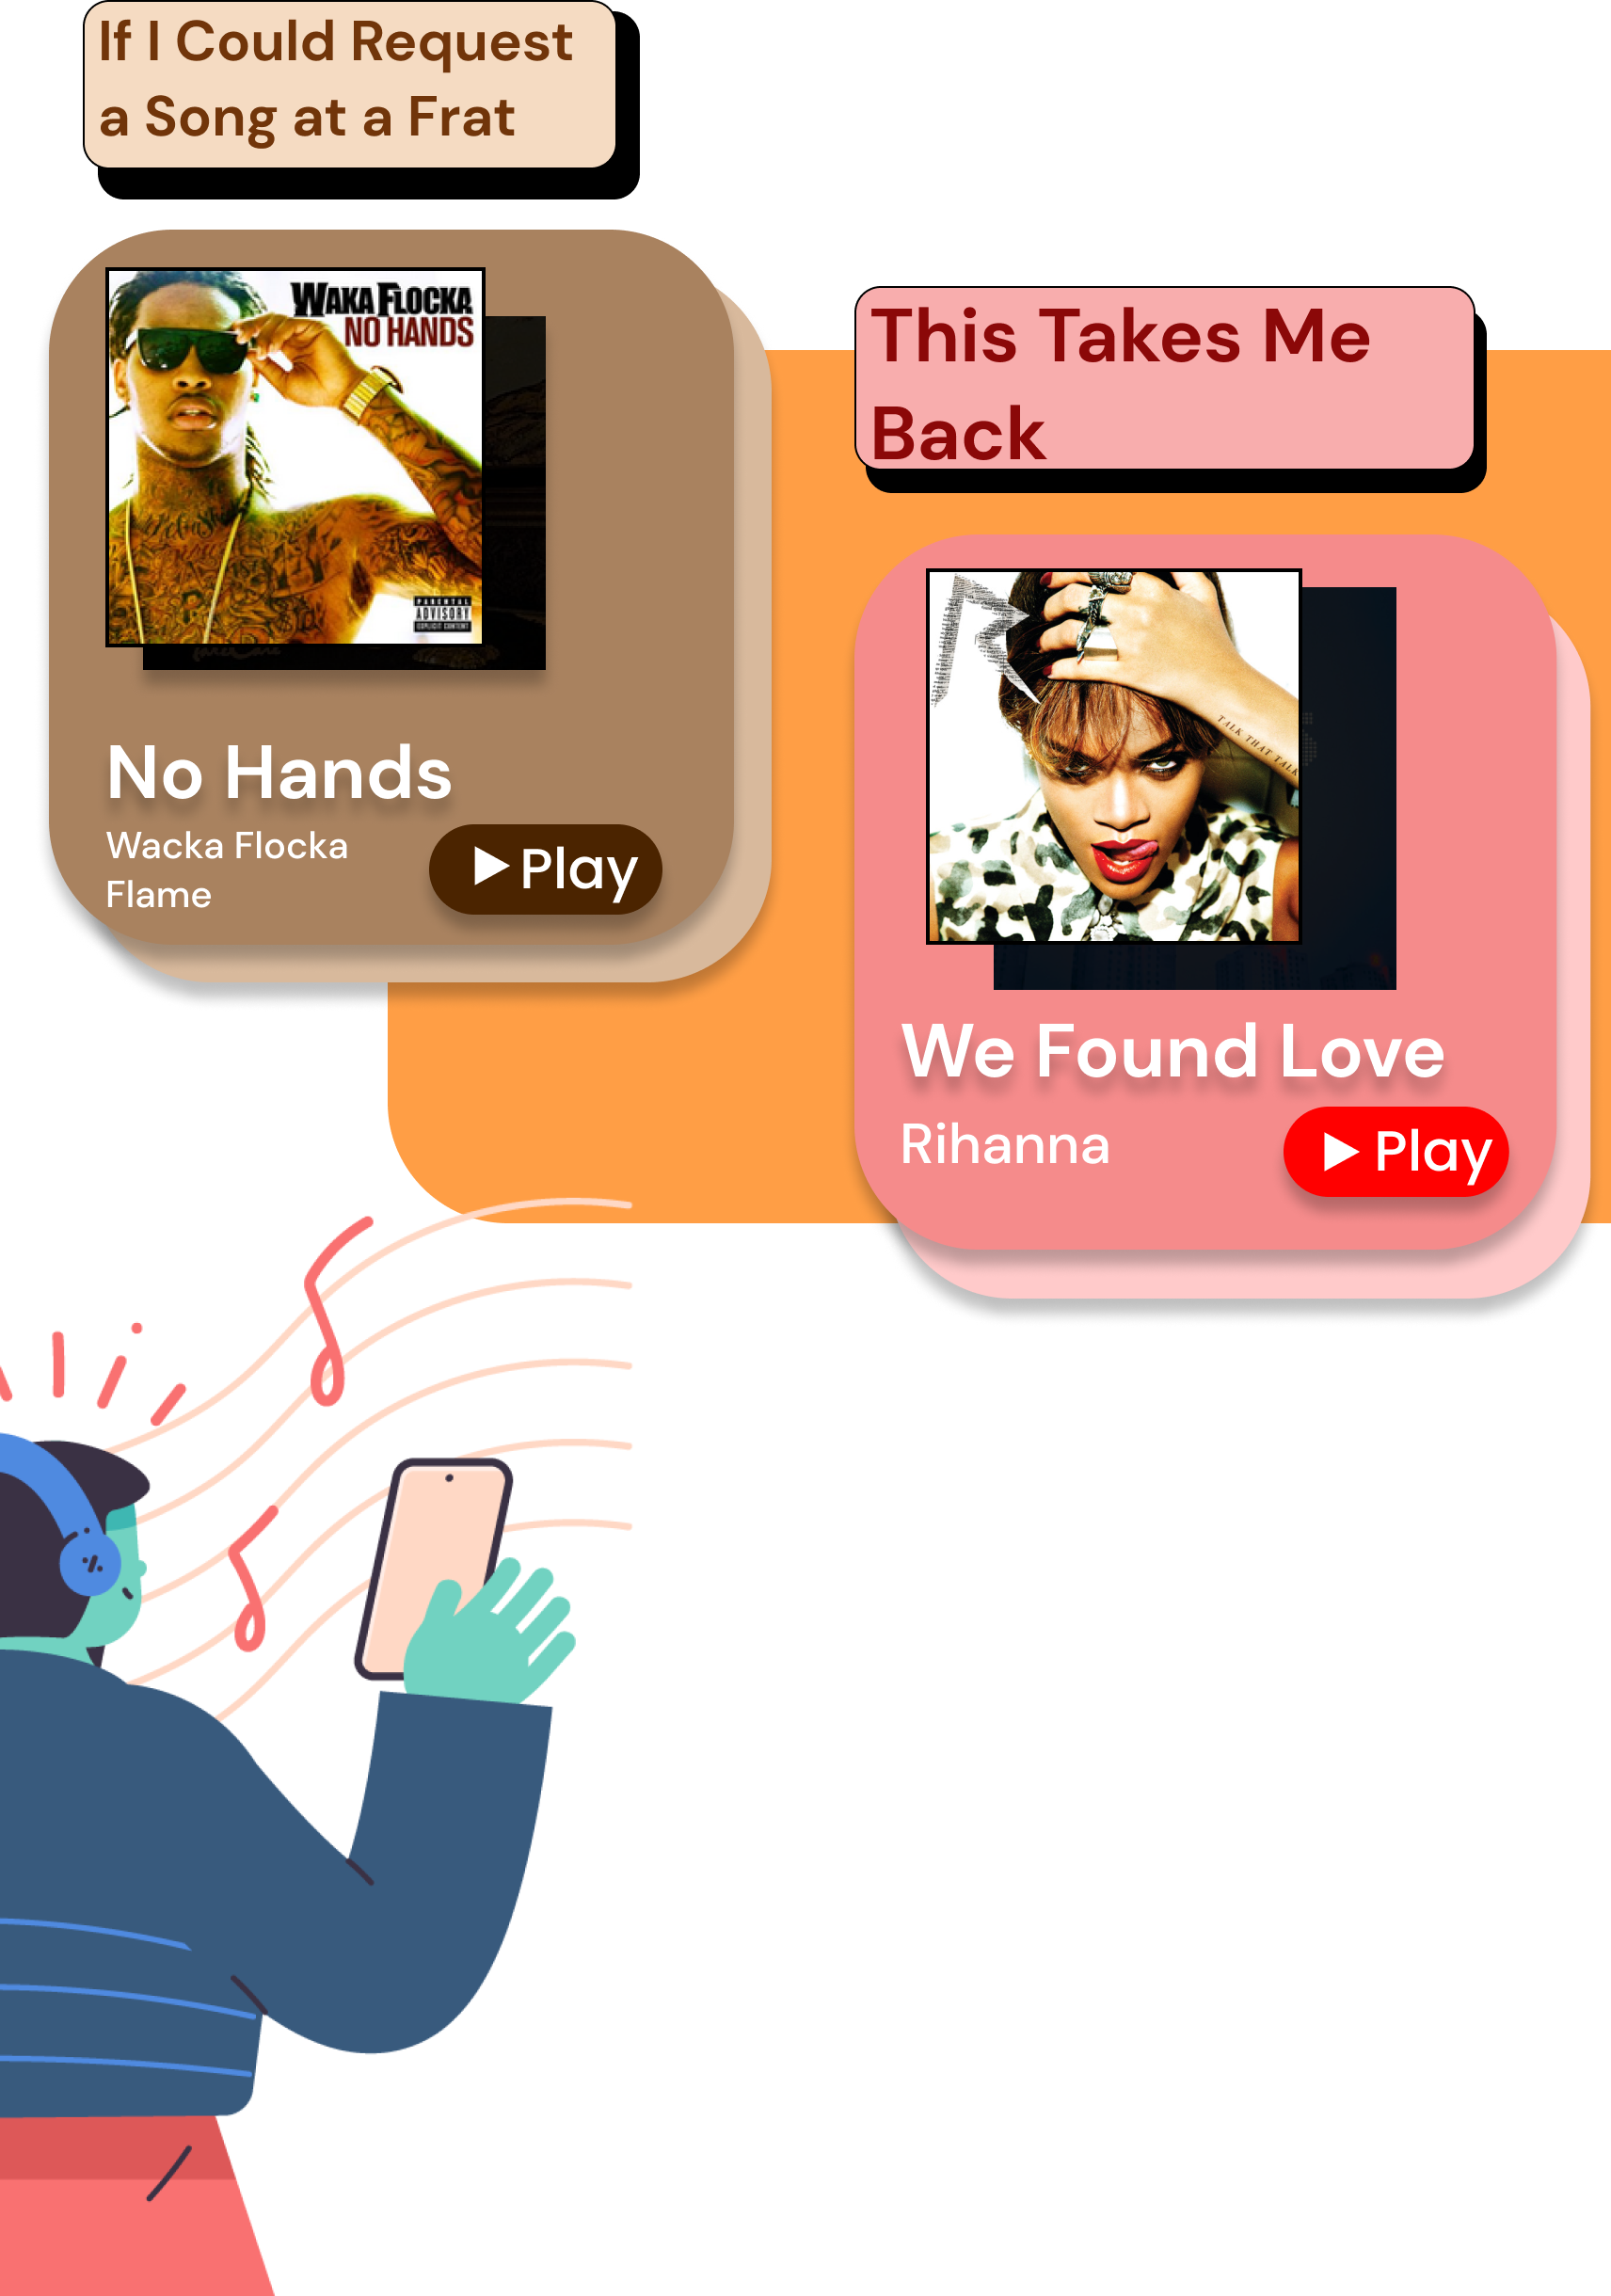 If I Could Request
a Song at a Frat
WAKA FLOCKA
NO HANDS
PARENTAL
ADVISORY
EXPLICIT CONTENT
No Hands
Wacka Flocka
Flame
Play
This Takes Me
Back
R
TALK THAT TALK
We Found Love
Rihanna
Play